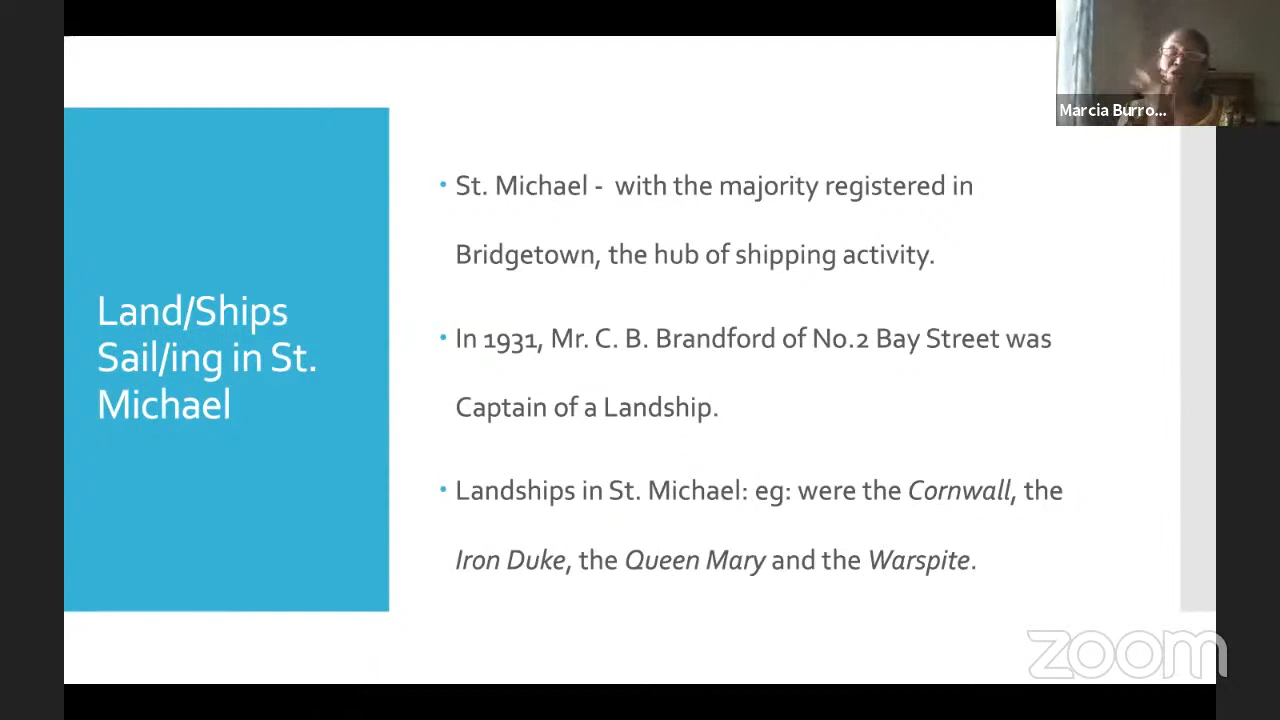 Marcia Burro...
Land/Ships
Sail/ing in St.
Michael
• St. Michael - with the majority registered in
Bridgetown, the hub of shipping activity.
• In 1931, Mr. C. B. Brandford of No.2 Bay Street was
Captain of a Landship.
• Landships in St. Michael: eg: were the Cornwall, the
Iron Duke, the Queen Mary and the Warspite.
zoom